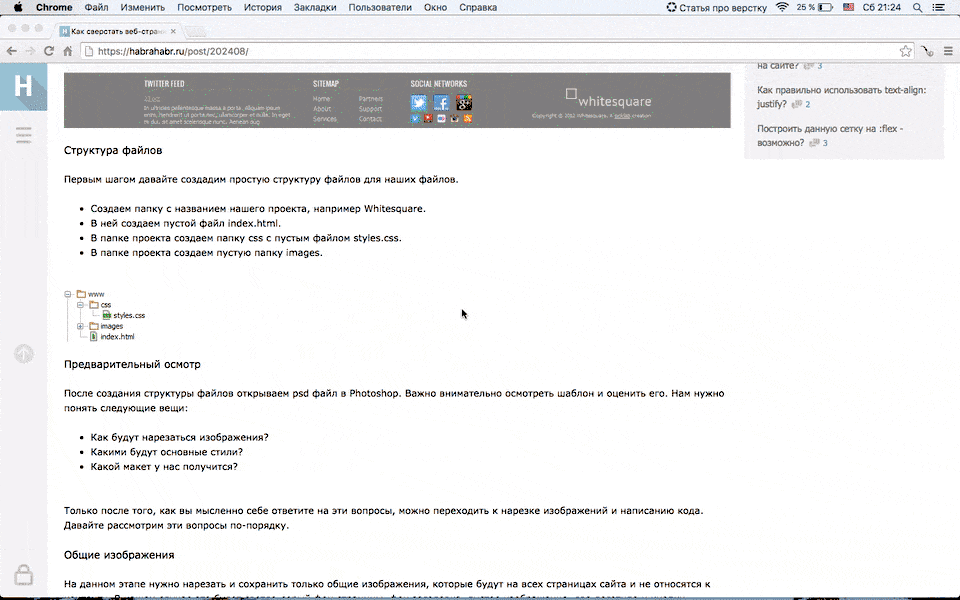 Chrome Файл Изменить Посмотреть История Закладки Пользователи Окно Справка Статья про верстку 25 % Сб 21:24
Как сверстать веб-стран
https://habrahabr.ru/post/202408/
H
на сайте? 3
Как правильно использовать text-align:
justify? 2
Построить данную сетку на :flex -
возможно? 3
TWITTER FEED SITEMAP SOCIAL NETWORKS
Home Partners
About Support
Services Contact
whitesquare
Структура файлов
Первым шагом давайте создадим простую структуру файлов для наших файлов.
• Создаем папку с названием нашего проекта, например Whitesquare.
• В ней создаем пустой файл index.html.
• В папке проекта создаем папку css с пустым файлом styles.css.
• В папке проекта создаем пустую папку images.
www
css
styles.css
images
index.html
Предварительный осмотр
После создания структуры файлов открываем psd файл в Photoshop. Важно внимательно осмотреть шаблон и оценить его. Нам нужно
понять следующие вещи:
• Как будут нарезаться изображения?
• Какими будут основные стили?
• Какой макет у нас получится?
Только после того, как вы мысленно себе ответите на эти вопросы, можно переходить к нарезке изображений и написанию кода.
Давайте рассмотрим эти вопросы по-порядку.
Общие изображения
На данном этапе нужно нарезать и сохранить только общие изображения, которые будут на всех страницах сайта и не относятся к